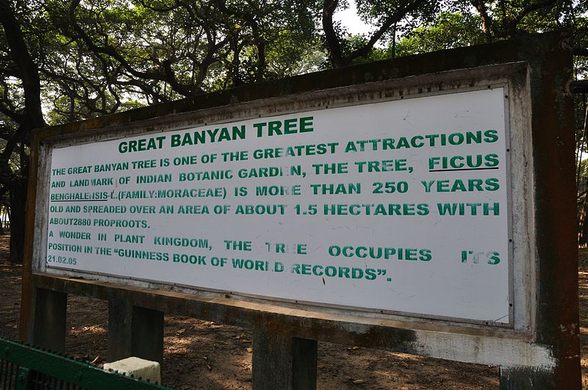 GREAT BANYAN TREE
THE GREAT BANYAN TREE IS ONE OF THE GREATEST ATTRACTIONS
AND LANDMARK OF INDIAN BOTANIC GARDEN, THE TREE, FICUS
BENGHALENSIS L.(FAMILY:MORACEAE) IS MORE THAN 250 YEARS
OLD AND SPREADED OVER AN AREA OF ABOUT 1.5 HECTARES WITH
ABOUT2880 PROPROOTS.
A WONDER IN PLANT KINGDOM, THE TREE OCCUPIES ITS
POSITION IN THE "GUINNESS BOOK OF WORLD RECORDS".
21.02.05